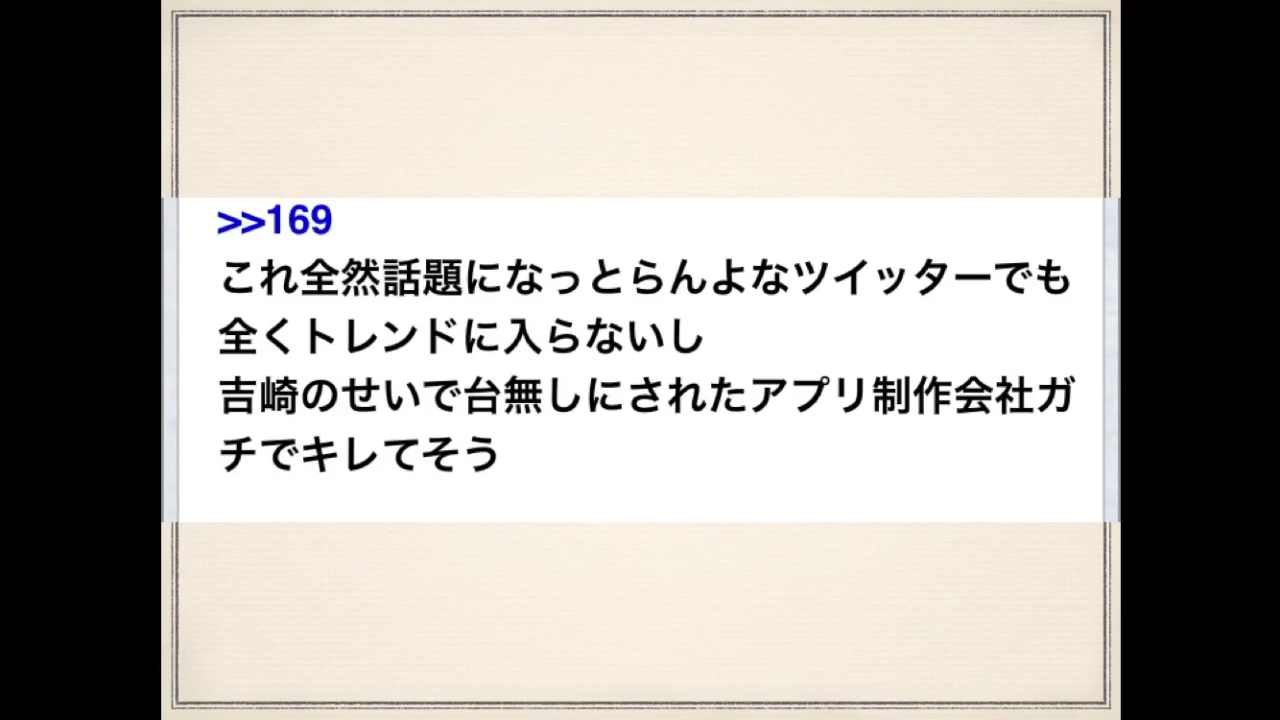 >>169
これ全然話題になっとらんよなツイッターでも
全くトレンドに入らないし
吉崎のせいで台無しにされたアプリ制作会社ガ
チでキレてそう